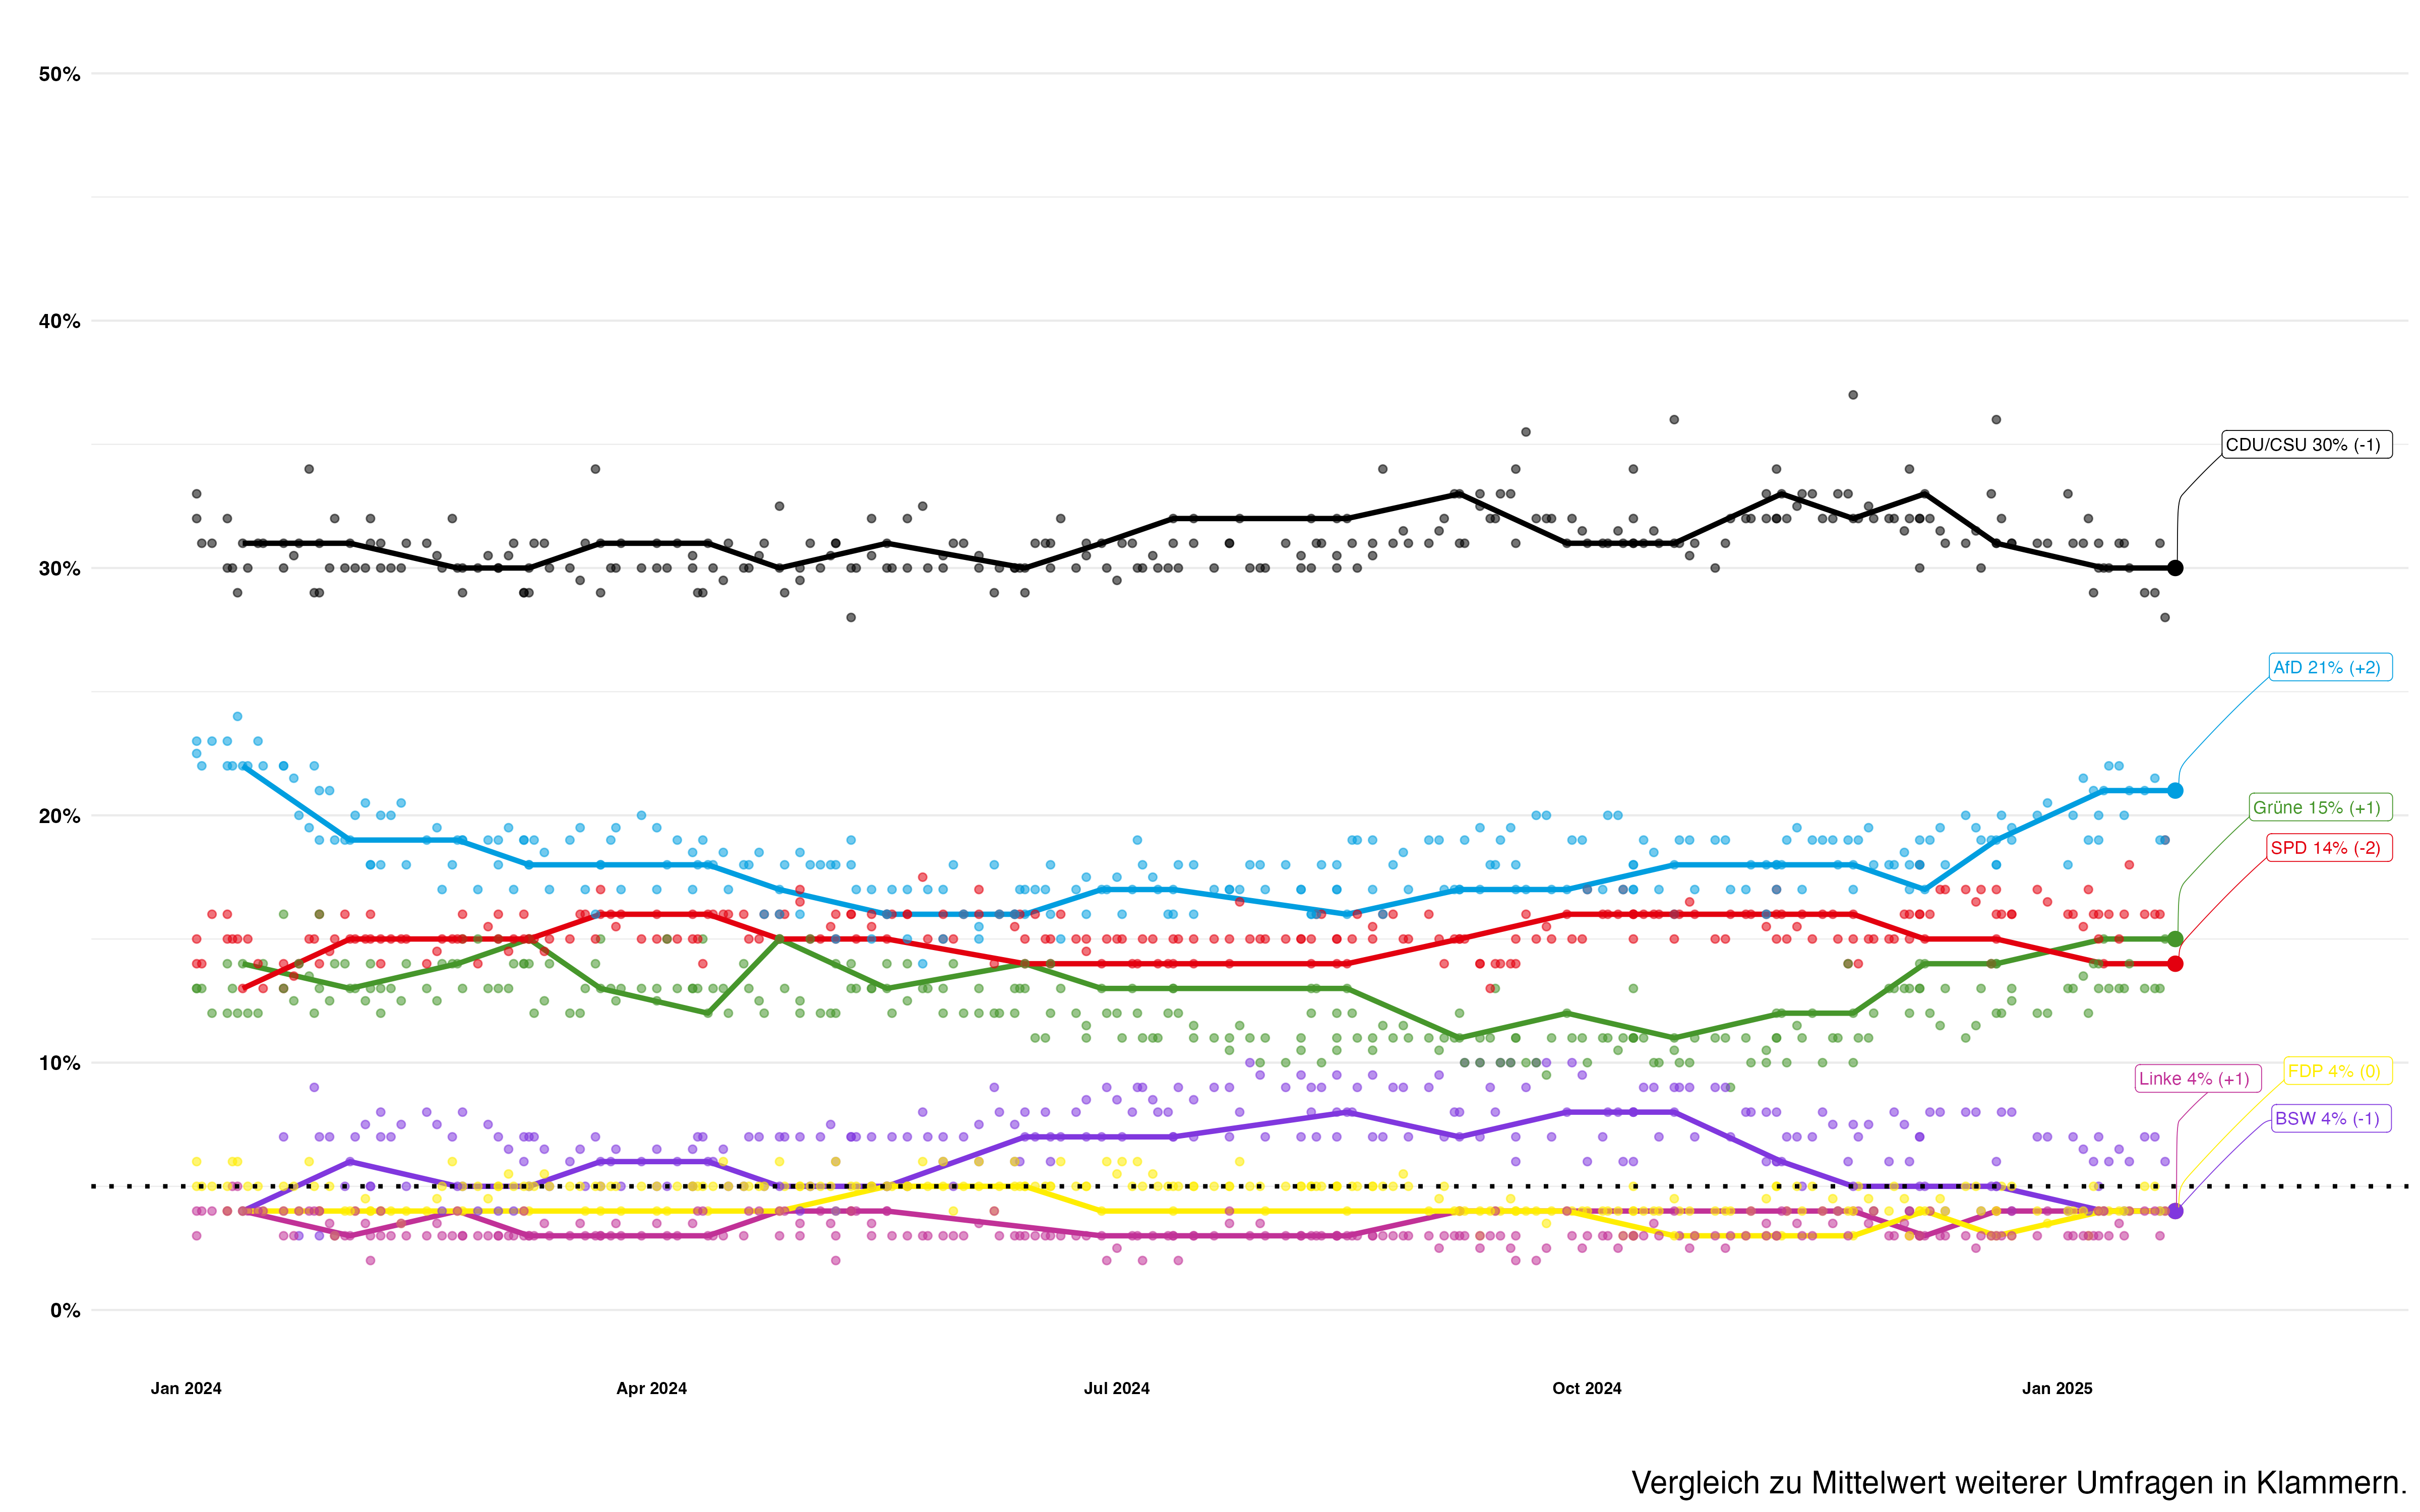 50%
40%
30%
20%
10%
0%
CDU/CSU 30% (-1)
AfD 21% (+2)
Grüne 15% (+1)
SPD 14% (-2)
FDP 4% (0)
Linke 4% (+1)
BSW 4% (-1)
Jan 2024
Apr 2024
Jul 2024
Oct 2024
Jan 2025
Vergleich zu Mittelwert weiterer Umfragen in Klammern.